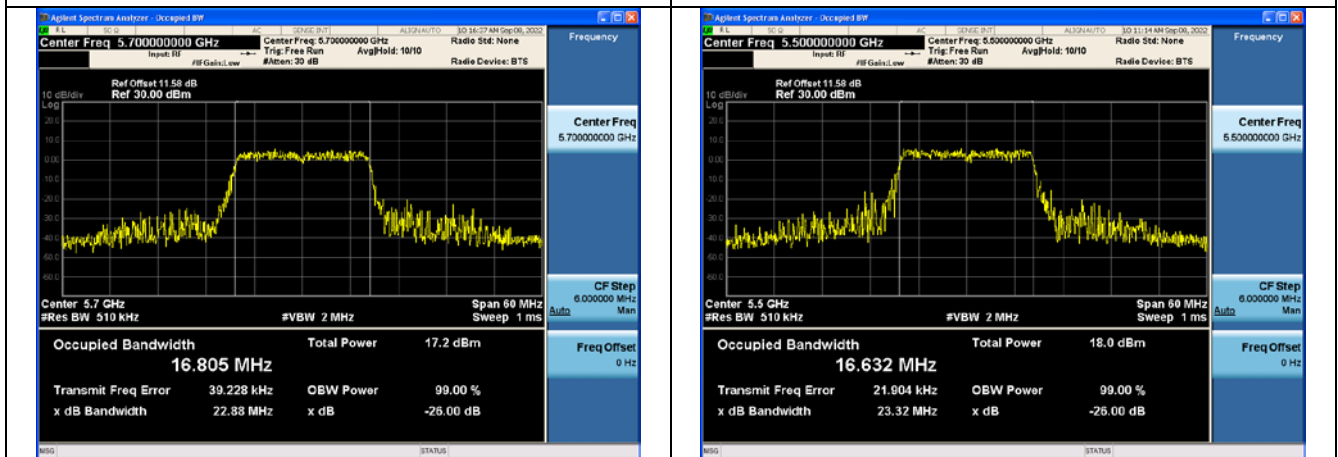 Agilent Spectrum Analyzer - Occupied BW
RL 50 Ω AC SENSE:INT ALIGN AUTO 10:16:37 AM Sep 08, 2022
Center Freq 5.700000000 GHz
Input: RF
#IFGain:Low
Center Freq: 5.700000000 GHz
Trig: Free Run Avg|Hold: 10/10
#Atten: 30 dB
Radio Std: None
Radio Device: BTS
Frequency
Ref Offset 11.58 dB
10 dB/div Ref 30.00 dBm
Log
20.0
10.0
0.00
-10.0
-20.0
-30.0
-40.0
-50.0
-60.0
Center Freq
5.700000000 GHz
Center 5.7 GHz Span 60 MHz
#Res BW 510 kHz #VBW 2 MHz Sweep 1 ms
CF Step
6.000000 MHz
Auto Man
Occupied Bandwidth Total Power 17.2 dBm
16.805 MHz
Transmit Freq Error 39.228 kHz OBW Power 99.00 %
x dB Bandwidth 22.88 MHz x dB -26.00 dB
Freq Offset
0 Hz
MSG STATUS
Agilent Spectrum Analyzer - Occupied BW
RL 50 Ω AC SENSE:INT ALIGN AUTO 10:11:14 AM Sep 08, 2022
Center Freq 5.500000000 GHz
Input: RF
#IFGain:Low
Center Freq: 5.500000000 GHz
Trig: Free Run Avg|Hold: 10/10
#Atten: 30 dB
Radio Std: None
Radio Device: BTS
Frequency
Ref Offset 11.58 dB
10 dB/div Ref 30.00 dBm
Log
20.0
10.0
0.00
-10.0
-20.0
-30.0
-40.0
-50.0
-60.0
Center Freq
5.500000000 GHz
Center 5.5 GHz Span 60 MHz
#Res BW 510 kHz #VBW 2 MHz Sweep 1 ms
CF Step
6.000000 MHz
Auto Man
Occupied Bandwidth Total Power 18.0 dBm
16.632 MHz
Transmit Freq Error 21.904 kHz OBW Power 99.00 %
x dB Bandwidth 23.32 MHz x dB -26.00 dB
Freq Offset
0 Hz
MSG STATUS